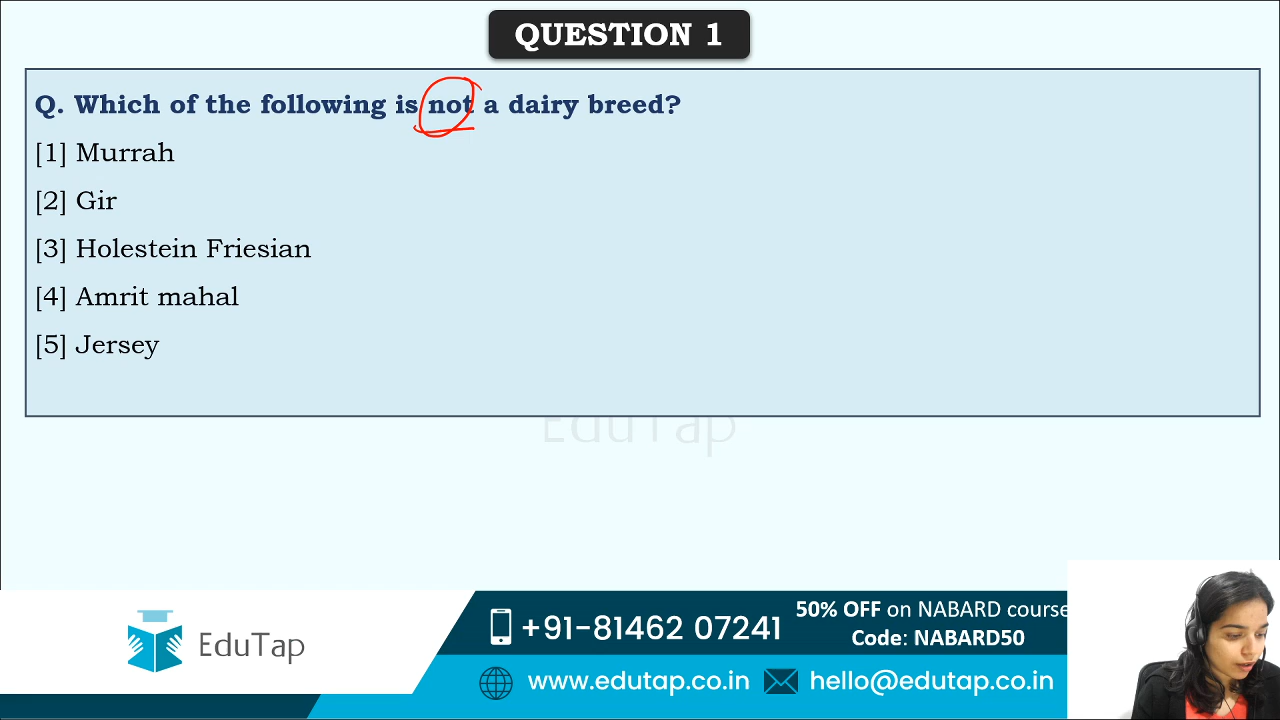 QUESTION 1
Q. Which of the following is not a dairy breed?
[1] Murrah
[2] Gir
[3] Holestein Friesian
[4] Amrit mahal
[5] Jersey
EduTap
EduTap
+91-81462 07241
50% OFF on NABARD course
Code: NABARD50
www.edutap.co.in
hello@edutap.co.in